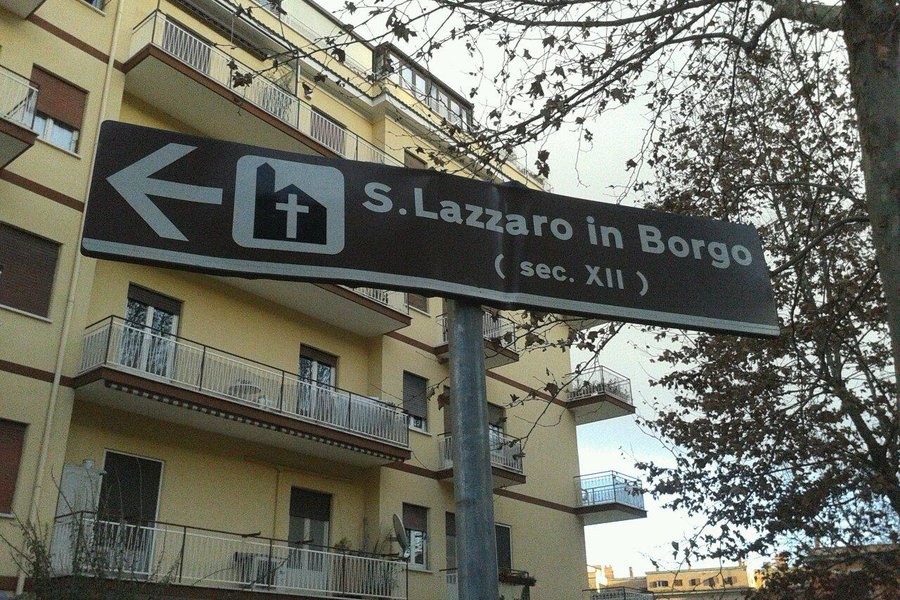 S.Lazzaro in Borgo
( sec. XII )